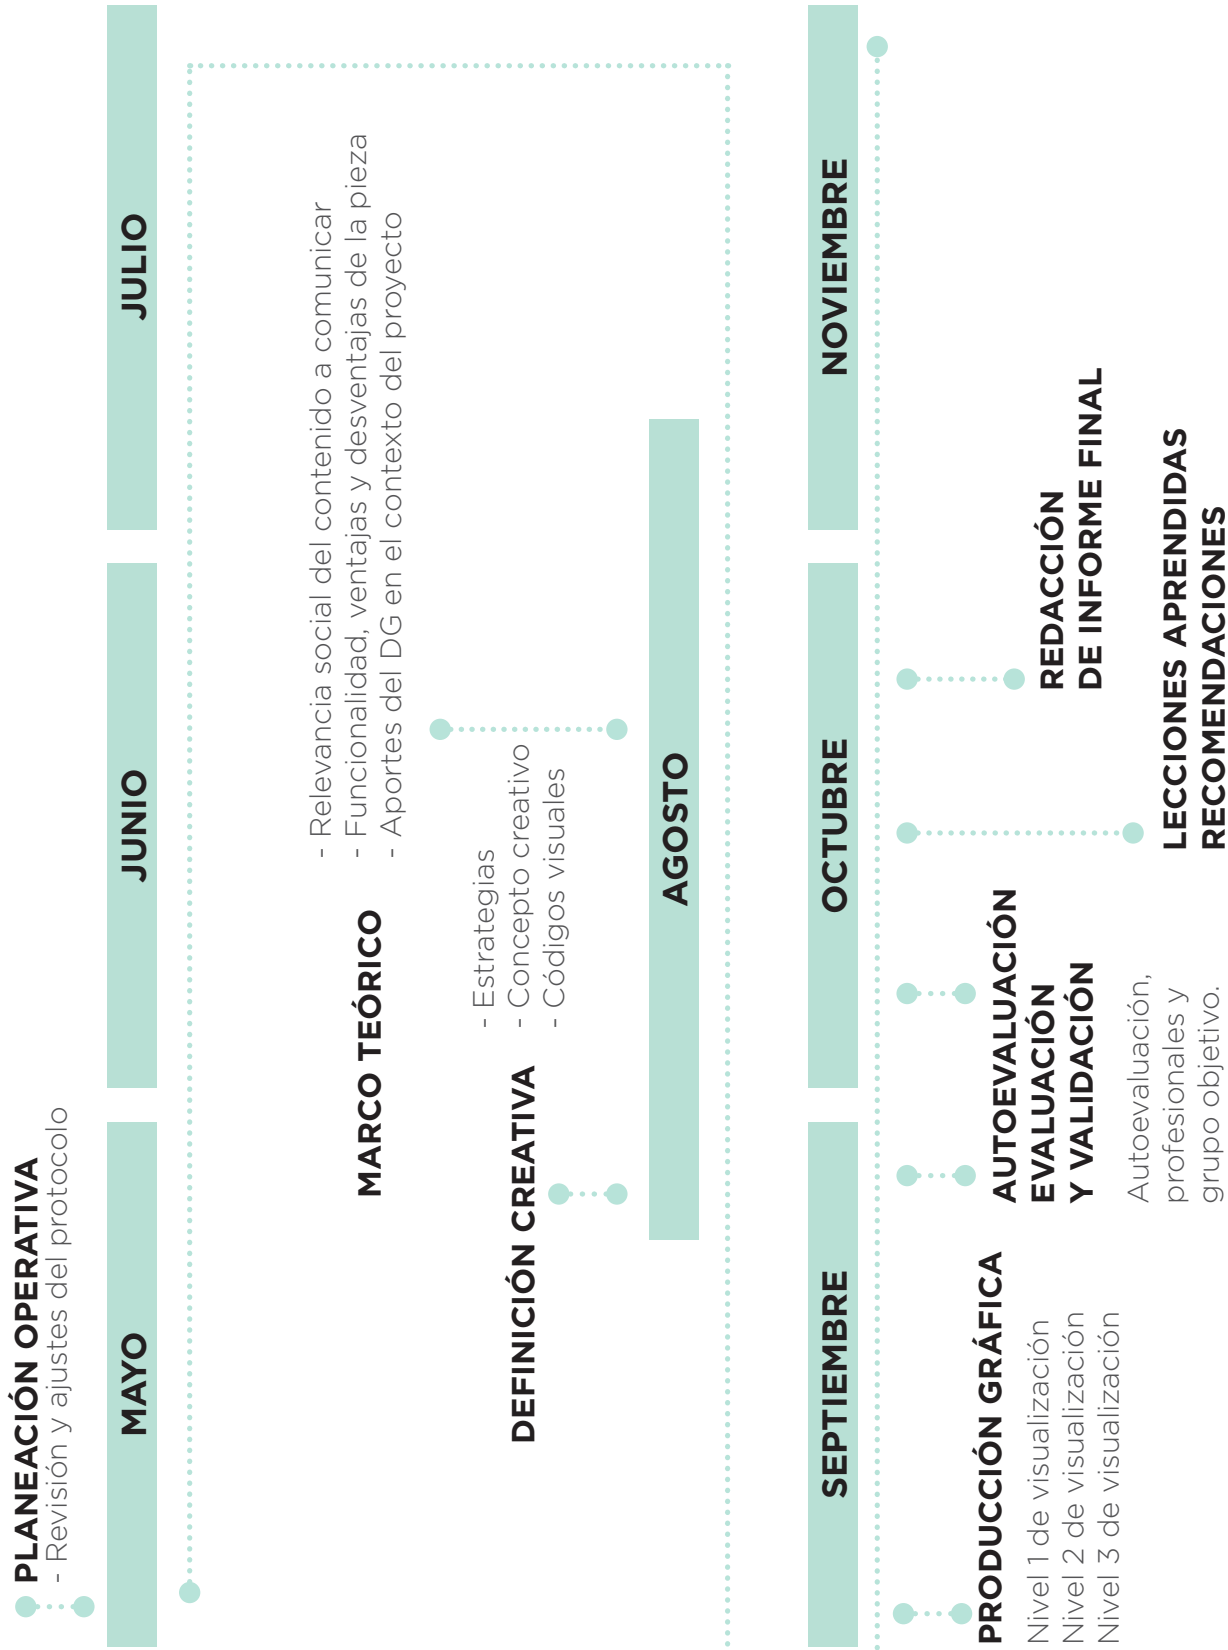 PLANEACIÓN OPERATIVA
- Revisión y ajustes del protocolo
MAYO
JUNIO
JULIO
MARCO TEÓRICO
- Relevancia social del contenido a comunicar
- Funcionalidad, ventajas y desventajas de la pieza
- Aportes del DG en el contexto del proyecto
DEFINICIÓN CREATIVA
- Estrategias
- Concepto creativo
- Códigos visuales
AGOSTO
SEPTIEMBRE
OCTUBRE
NOVIEMBRE
PRODUCCIÓN GRÁFICA
Nivel 1 de visualización
Nivel 2 de visualización
Nivel 3 de visualización
AUTOEVALUACIÓN
EVALUACIÓN
Y VALIDACIÓN
Autoevaluación,
profesionales y
grupo objetivo.
LECCIONES APRENDIDAS
RECOMENDACIONES
REDACCIÓN
DE INFORME FINAL